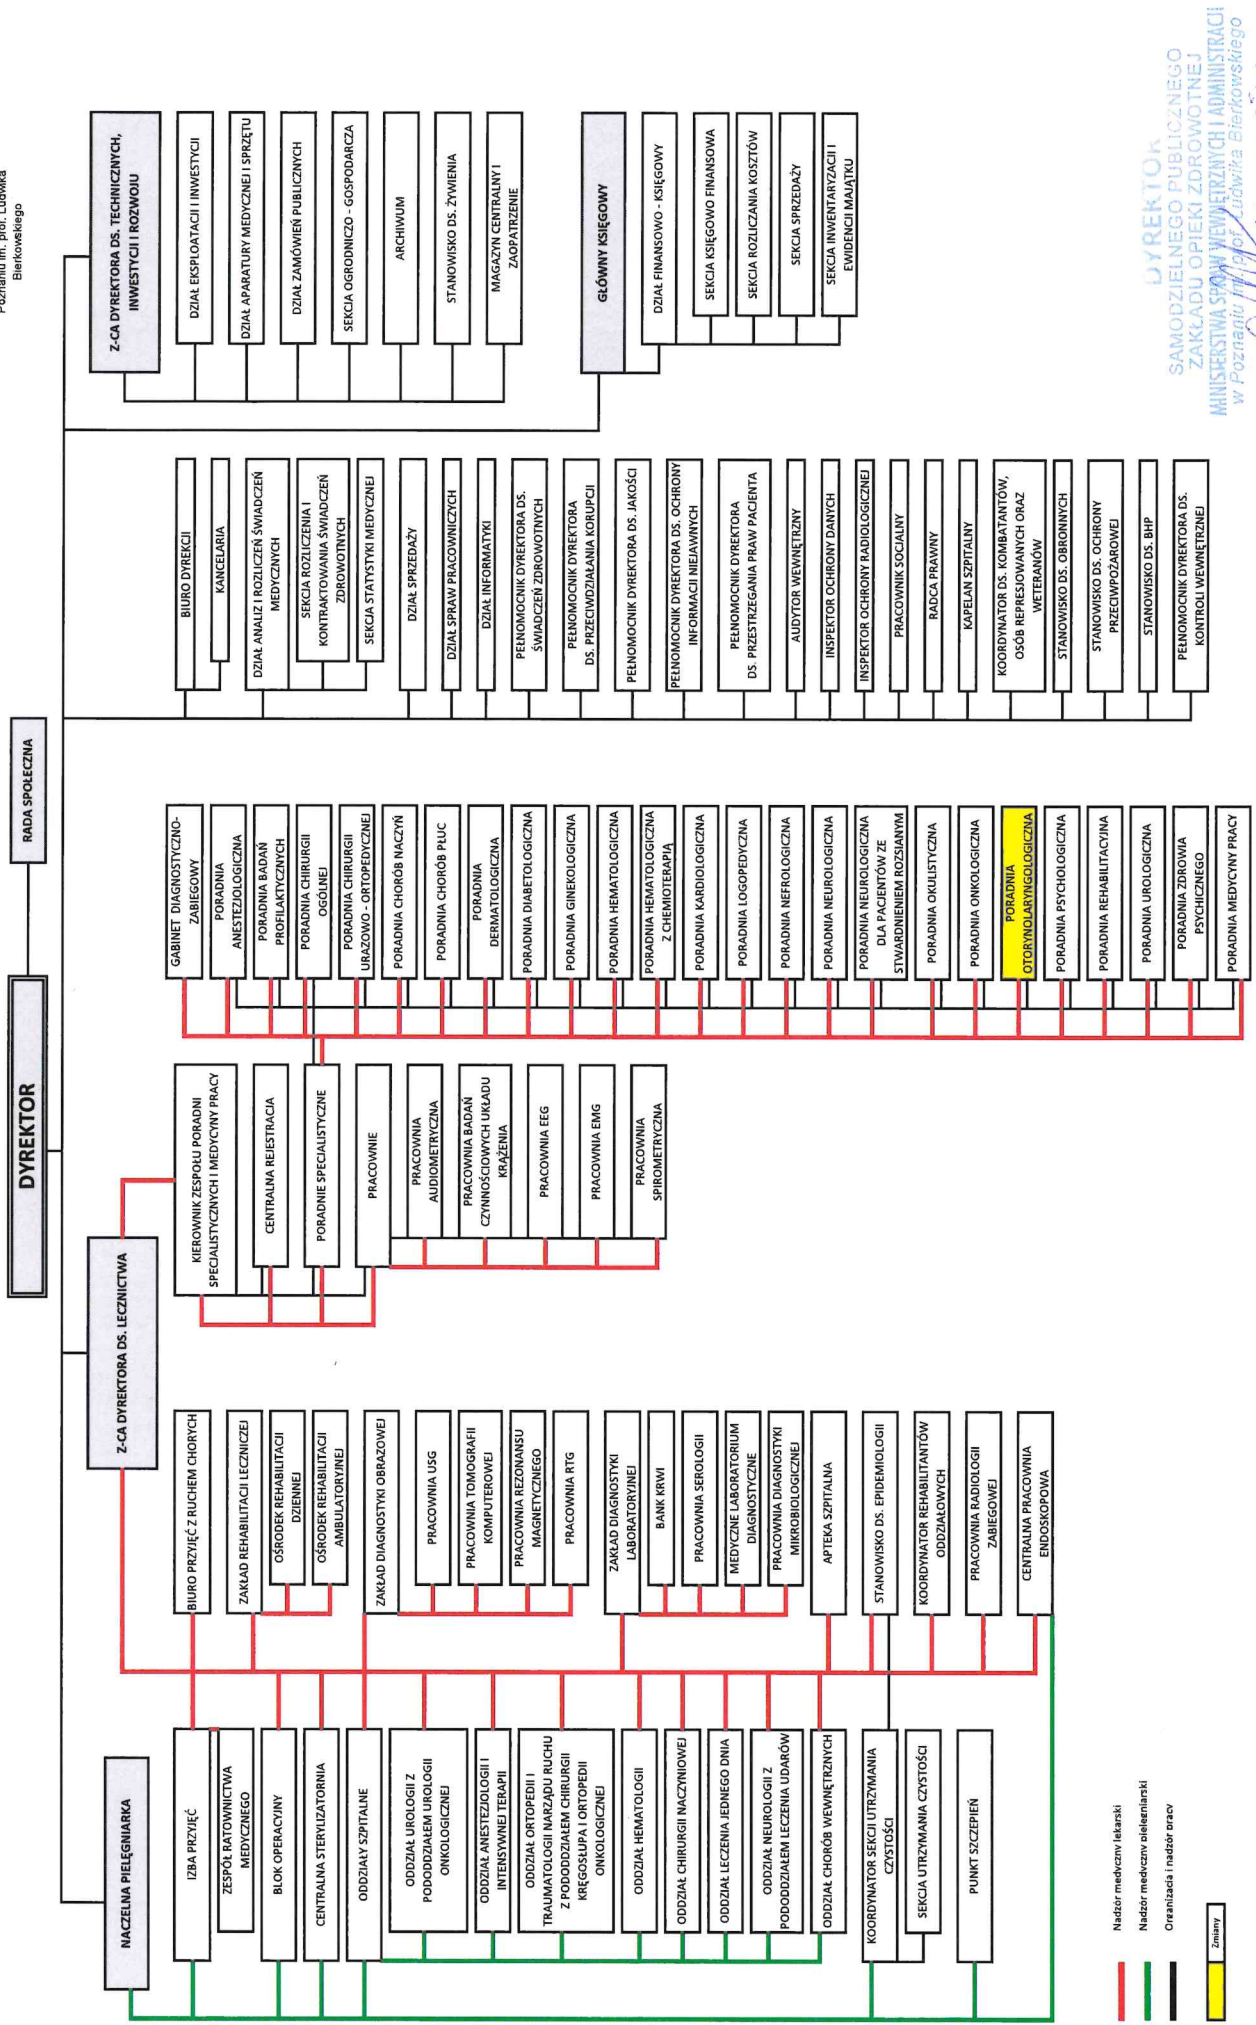 Poznaniu im. prof. Ludwika
Bierkowskiego
RADA SPOŁECZNA
DYREKTOR
NACZELNA PIELĘGNIARKA
IZBA PRZYJĘĆ
ZESPÓŁ RATOWNICTWA
MEDYCZNEGO
BLOK OPERACYJNY
CENTRALNA STERYLIZATORNIA
ODDZIAŁY SZPITALNE
ODDZIAŁ UROLOGII Z
PODODDZIAŁEM UROLOGII
ONKOLOGICZNEJ
ODDZIAŁ ANESTEZJOLOGII I
INTENSYWNEJ TERAPII
ODDZIAŁ ORTOPEDII I
TRAUMATOLOGII NARZĄDU RUCHU
Z PODODDZIAŁEM CHIRURGII
KRĘGOSŁUPA I ORTOPEDII
ONKOLOGICZNEJ
ODDZIAŁ HEMATOLOGII
ODDZIAŁ CHIRURGII NACZYNIOWEJ
ODDZIAŁ LECZENIA JEDNEGO DNIA
ODDZIAŁ NEUROLOGII Z
PODODDZIAŁEM LECZENIA UDARÓW
ODDZIAŁ CHORÓB WEWNĘTRZNYCH
KOORDYNATOR SEKCJI UTRZYMANIA
CZYSTOŚCI
SEKCJA UTRZYMANIA CZYSTOŚCI
PUNKT SZCZEPIEŃ
Z-CA DYREKTORA DS. LECZNICTWA
BIURO PRZYJĘĆ Z RUCHEM CHORYCH
ZAKŁAD REHABILITACJI LECZNICZEJ
OŚRODEK REHABILITACJI
DZIENNEJ
OŚRODEK REHABILITACJI
AMBULATORYJNEJ
ZAKŁAD DIAGNOSTYKI OBRAZOWEJ
PRACOWNIA USG
PRACOWNIA TOMOGRAFII
KOMPUTEROWEJ
PRACOWNIA REZONANSU
MAGNETYCZNEGO
PRACOWNIA RTG
ZAKŁAD DIAGNOSTYKI
LABORATORYJNEJ
BANK KRWI
PRACOWNIA SEROLOGII
MEDYCZNE LABORATORIUM
DIAGNOSTYCZNE
PRACOWNIA DIAGNOSTYKI
MIKROBIOLOGICZNEJ
APTEKA SZPITALNA
STANOWISKO DS. EPIDEMIOLOGII
KOORDYNATOR REHABILITANTÓW
ODDZIAŁOWYCH
PRACOWNIA RADIOLOGII
ZABIEGOWEJ
CENTRALNA PRACOWNIA
ENDOSKOPOWA
KIEROWNIK ZESPOŁU PORADNI
SPECJALISTYCZNYCH I MEDYCYNY PRACY
CENTRALNA REJESTRACJA
PORADNIE SPECJALISTYCZNE
PRACOWNIE
PRACOWNIA
AUDIOMETRYCZNA
PRACOWNIA BADAŃ
CZYNNOŚCIOWYCH UKŁADU
KRĄŻENIA
PRACOWNIA EEG
PRACOWNIA EMG
PRACOWNIA
SPIROMETRYCZNA
GABINET DIAGNOSTYCZNO-
ZABIEGOWY
PORADNIA
ANESTEZJOLOGICZNA
PORADNIA BADAŃ
PROFILAKTYCZNYCH
PORADNIA CHIRURGII
OGÓLNEJ
PORADNIA CHIRURGII
URAZOWO - ORTOPEDYCZNEJ
PORADNIA CHORÓB NACZYŃ
PORADNIA CHORÓB PŁUC
PORADNIA
DERMATOLOGICZNA
PORADNIA DIABETOLOGICZNA
PORADNIA GINEKOLOGICZNA
PORADNIA HEMATOLOGICZNA
PORADNIA HEMATOLOGICZNA
Z CHEMIOTERAPIĄ
PORADNIA KARDIOLOGICZNA
PORADNIA LOGOPEDYCZNA
PORADNIA NEFROLOGICZNA
PORADNIA NEUROLOGICZNA
PORADNIA NEUROLOGICZNA
DLA PACJENTÓW ZE
STWARDNIENIEM ROZSIANYM
PORADNIA OKULISTYCZNA
PORADNIA ONKOLOGICZNA
PORADNIA
OTORYNOLARYNGOLOGICZNA
PORADNIA PSYCHOLOGICZNA
PORADNIA REHABILITACYJNA
PORADNIA UROLOGICZNA
PORADNIA ZDROWIA
PSYCHICZNEGO
PORADNIA MEDYCYNY PRACY
BIURO DYREKCJI
KANCELARIA
DZIAŁ ANALIZ I ROZLICZEŃ ŚWIADCZEŃ
MEDYCZNYCH
SEKCJA ROZLICZENIA I
KONTRAKTOWANIA ŚWIADCZEŃ
ZDROWOTNYCH
SEKCJA STATYSTYKI MEDYCZNEJ
DZIAŁ SPRZEDAŻY
DZIAŁ SPRAW PRACOWNICZYCH
DZIAŁ INFORMATYKI
PEŁNOMOCNIK DYREKTORA DS.
ŚWIADCZEŃ ZDROWOTNYCH
PEŁNOMOCNIK DYREKTORA
DS. PRZECIWDZIAŁANIA KORUPCJI
PEŁNOMOCNIK DYREKTORA DS. JAKOŚCI
PEŁNOMOCNIK DYREKTORA DS. OCHRONY
INFORMACJI NIEJAWNYCH
PEŁNOMOCNIK DYREKTORA
DS. PRZESTRZEGANIA PRAW PACJENTA
AUDYTOR WEWNĘTRZNY
INSPEKTOR OCHRONY DANYCH
INSPEKTOR OCHRONY RADIOLOGICZNEJ
PRACOWNIK SOCJALNY
RADCA PRAWNY
KAPELAN SZPITALNY
KOORDYNATOR DS. KOMBATANTÓW,
OSÓB REPRESJONOWANYCH ORAZ
WETERANÓW
STANOWISKO DS. OBRONNYCH
STANOWISKO DS. OCHRONY
PRZECIWPOŻAROWEJ
STANOWISKO DS. BHP
PEŁNOMOCNIK DYREKTORA DS.
KONTROLI WEWNĘTRZNEJ
Z-CA DYREKTORA DS. TECHNICZNYCH,
INWESTYCJI I ROZWOJU
DZIAŁ EKSPLOATACJI I INWESTYCJI
DZIAŁ APARATURY MEDYCZNEJ I SPRZĘTU
DZIAŁ ZAMÓWIEŃ PUBLICZNYCH
SEKCJA OGRODNICZO - GOSPODARCZA
ARCHIWUM
STANOWISKO DS. ŻYWIENIA
MAGAZYN CENTRALNY I
ZAOPATRZENIE
GŁÓWNY KSIĘGOWY
DZIAŁ FINANSOWO - KSIĘGOWY
SEKCJA KSIĘGOWO FINANSOWA
SEKCJA ROZLICZANIA KOSZTÓW
SEKCJA SPRZEDAŻY
SEKCJA INWENTARYZACJI I
EWIDENCJI MAJĄTKU
Nadzór medyczny lekarski
Nadzór medyczny pielęgniarski
Organizacja i nadzór pracy
Zmiany
DYREKTOR
SAMODZIELNEGO PUBLICZNEGO
ZAKŁADU OPIEKI ZDROWOTNEJ
MINISTERSTWA SPRAW WEWNĘTRZNYCH I ADMINISTRACJI
w Poznaniu im. prof. Ludwika Bierkowskiego